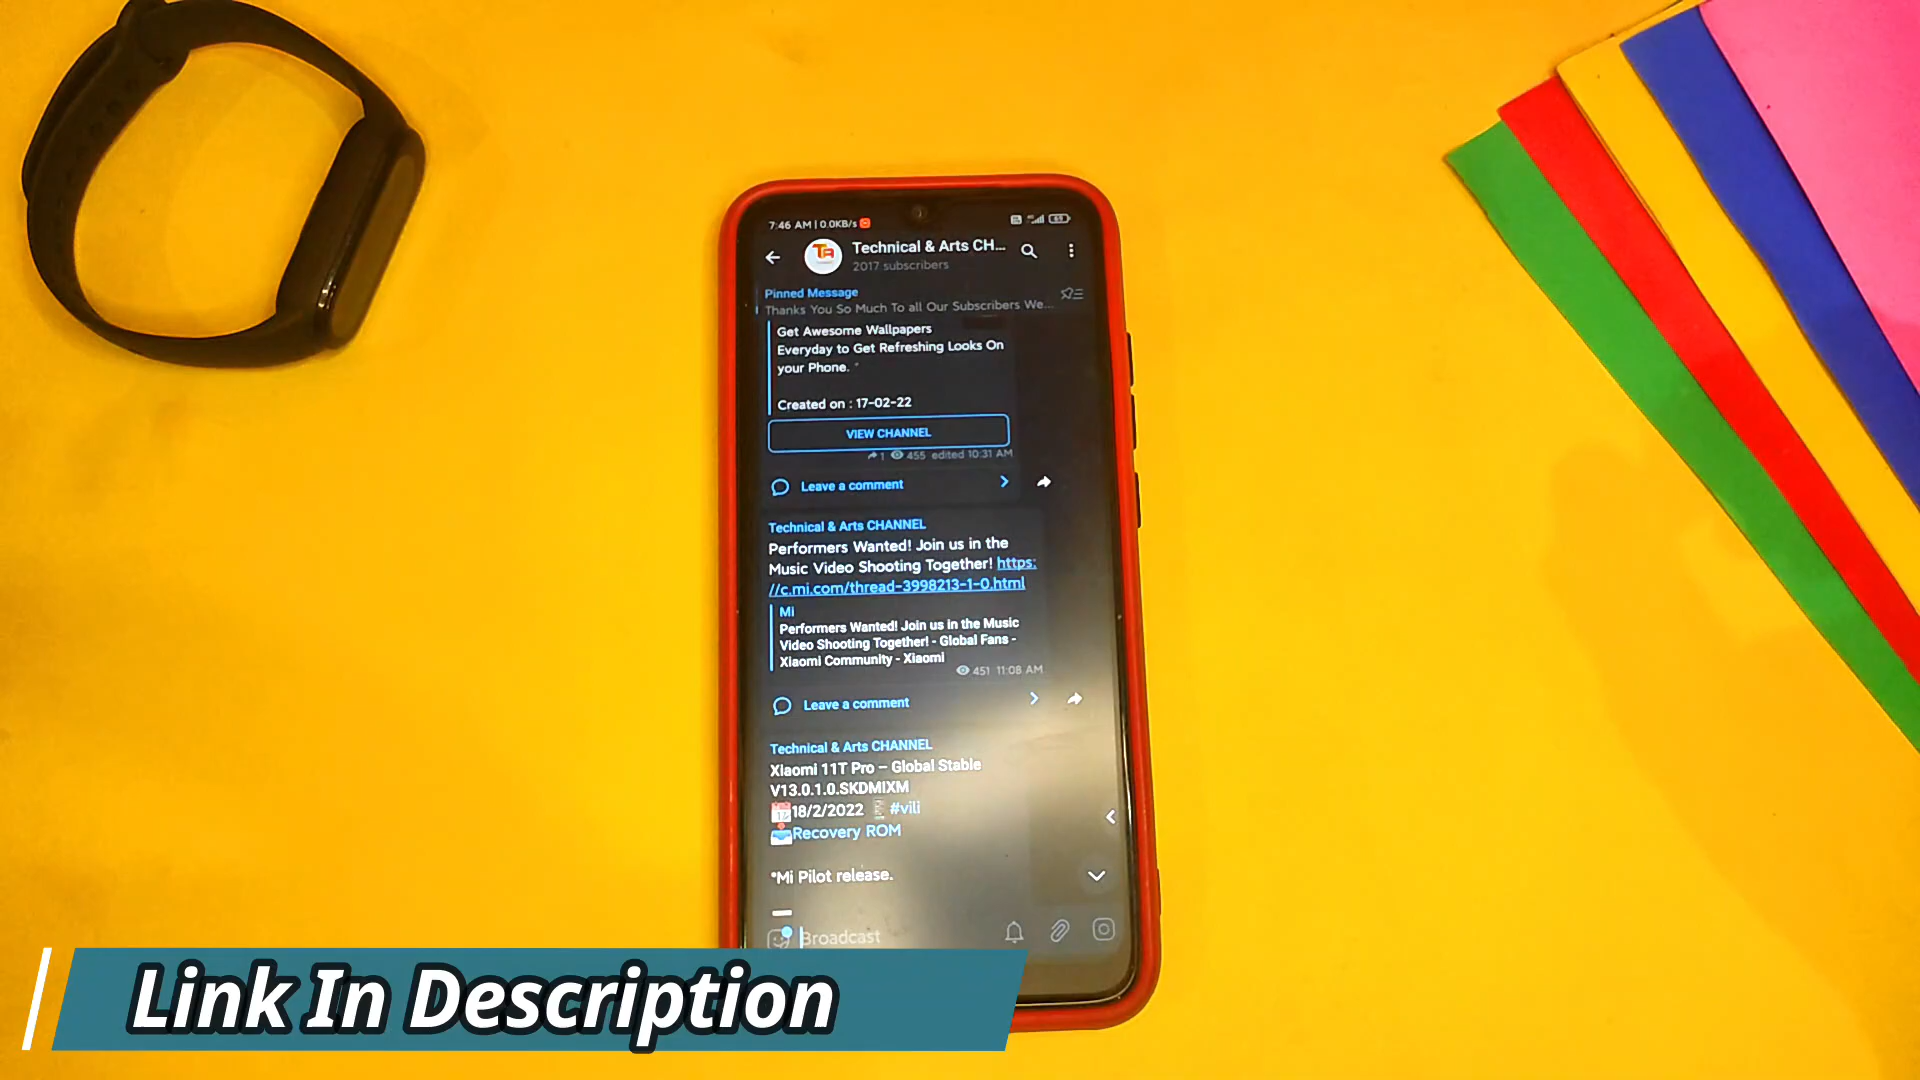 7:46 AM | 0.0KB/s
69
TA
Technical & Arts CH...
2017 subscribers
Pinned Message
Thanks You So Much To all Our Subscribers We...
Get Awesome Wallpapers
Everyday to Get Refreshing Looks On
your Phone.
Created on : 17-02-22
VIEW CHANNEL
1 455 edited 10:31 AM
Leave a comment
Technical & Arts CHANNEL
Performers Wanted! Join us in the
Music Video Shooting Together! https:
//c.mi.com/thread-3998213-1-0.html
Mi
Performers Wanted! Join us in the Music
Video Shooting Together! - Global Fans -
Xiaomi Community - Xiaomi
451 11:08 AM
Leave a comment
Technical & Arts CHANNEL
Xiaomi 11T Pro – Global Stable
V13.0.1.0.SKDMIXM
18/2/2022 #vili
Recovery ROM
*Mi Pilot release.
Broadcast
Link In Description